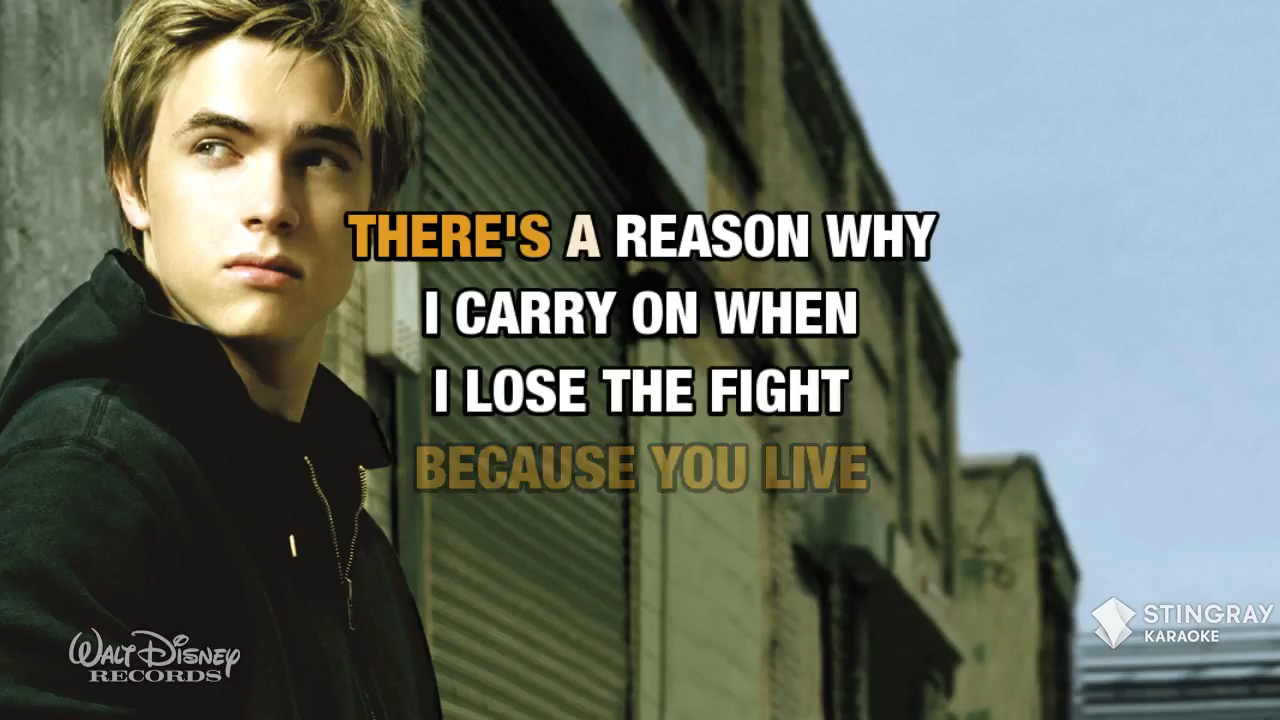 THERE'S A REASON WHY
I CARRY ON WHEN
I LOSE THE FIGHT
BECAUSE YOU LIVE
WALT DISNEY
RECORDS
STINGRAY
KARAOKE